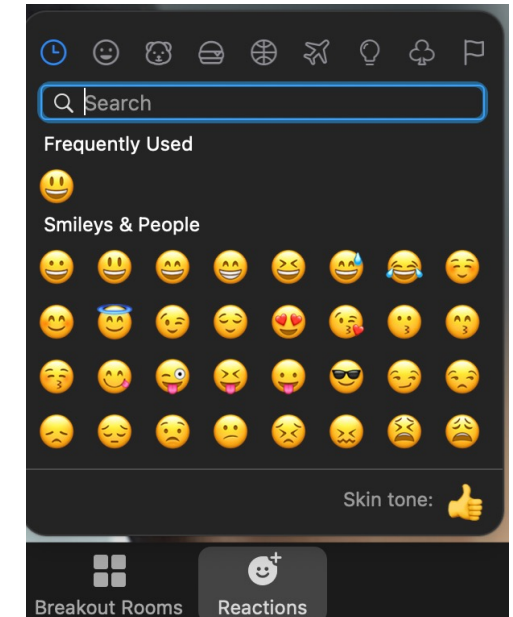 Search
Frequently Used
Smileys & People
Skin tone:
Breakout Rooms
Reactions